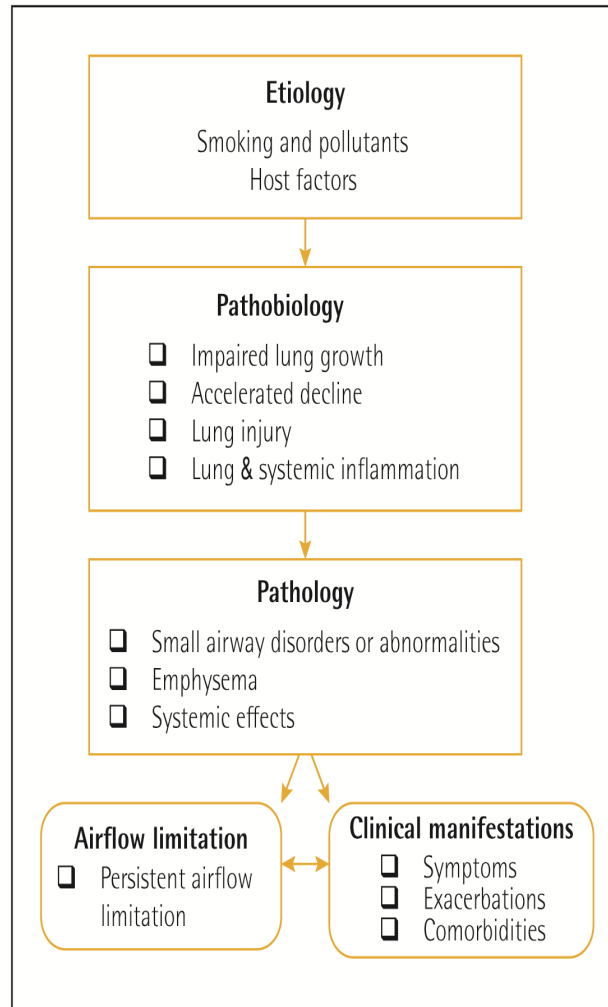 Etiology
Smoking and pollutants
Host factors
Pathobiology
❑ Impaired lung growth
❑ Accelerated decline
❑ Lung injury
❑ Lung & systemic inflammation
Pathology
❑ Small airway disorders or abnormalities
❑ Emphysema
❑ Systemic effects
Airflow limitation
❑ Persistent airflow
limitation
Clinical manifestations
❑ Symptoms
❑ Exacerbations
❑ Comorbidities